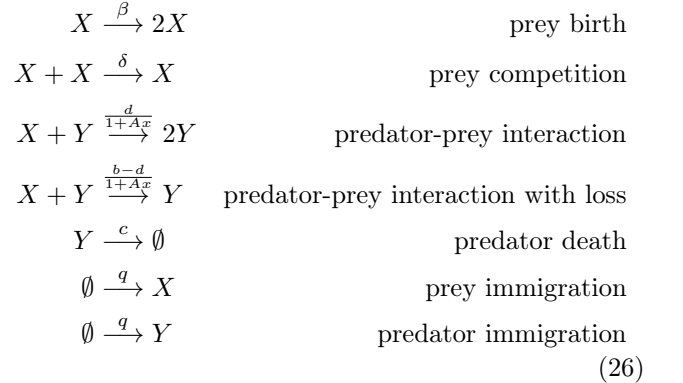 X →^β 2X prey birth
X + X →^δ X prey competition
X + Y →^{d/(1+Ax)} 2Y predator-prey interaction
X + Y →^{(b−d)/(1+Ax)} Y predator-prey interaction with loss
Y →^c ∅ predator death
∅ →^q X prey immigration
∅ →^q Y predator immigration
(26)